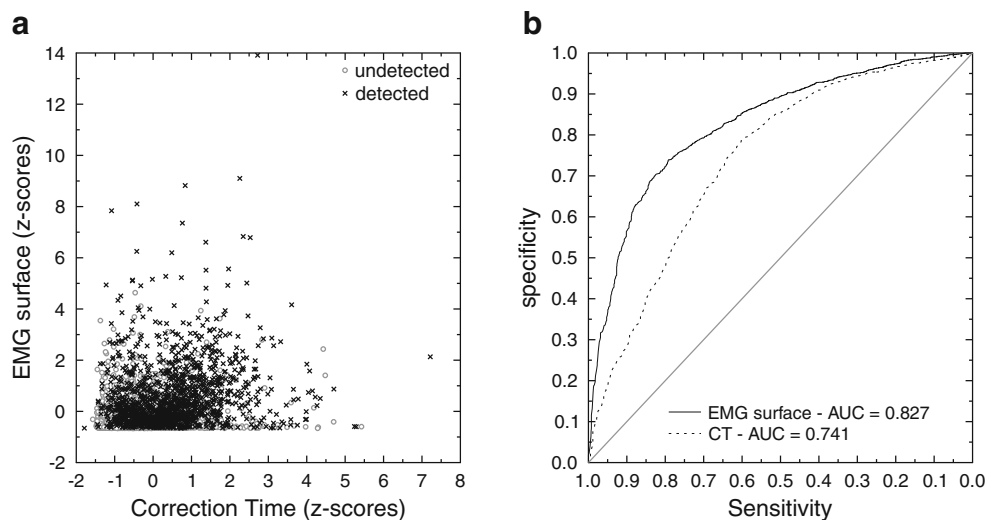 a
EMG surface (z-scores)
14
12
10
8
6
4
2
0
-2
undetected
detected
-2 -1 0 1 2 3 4 5 6 7 8
Correction Time (z-scores)
b
specificity
1.0
0.9
0.8
0.7
0.6
0.5
0.4
0.3
0.2
0.1
0.0
EMG surface - AUC = 0.827
CT - AUC = 0.741
1.0 0.9 0.8 0.7 0.6 0.5 0.4 0.3 0.2 0.1 0.0
Sensitivity